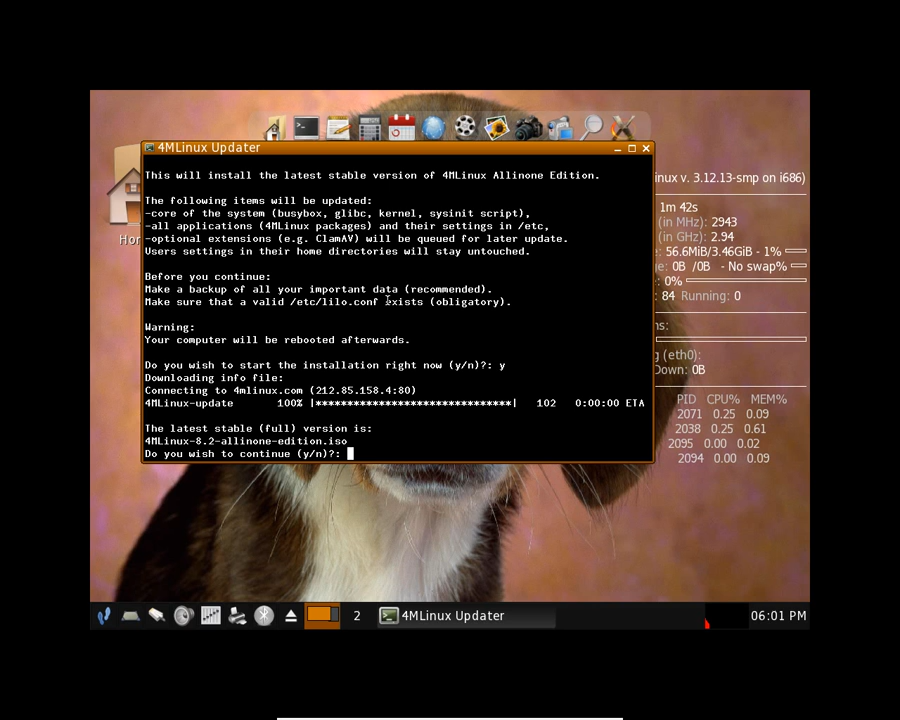 4MLinux Updater
This will install the latest stable version of 4MLinux Allinone Edition.
The following items will be updated:
-core of the system (busybox, glibc, kernel, sysinit script),
-all applications (4MLinux packages) and their settings in /etc,
-optional extensions (e.g. ClamAV) will be queued for later update.
Users settings in their home directories will stay untouched.
Before you continue:
Make a backup of all your important data (recommended).
Make sure that a valid /etc/lilo.conf exists (obligatory).
Warning:
Your computer will be rebooted afterwards.
Do you wish to start the installation right now (y/n)?: y
Downloading info file:
Connecting to 4mlinux.com (212.85.158.4:80)
4MLinux-update 100% |*******************************| 102 0:00:00 ETA
The latest stable (full) version is:
4MLinux-8.2-allinone-edition.iso
Do you wish to continue (y/n)?:
Hor
inux v. 3.12.13-smp on i686)
1m 42s
(in MHz): 2943
(in GHz): 2.94
: 56.6MiB/3.46GiB - 1%
ge: 0B /0B - No swap%
: 0%
: 84 Running: 0
ns:
g (eth0):
Down: 0B
PID CPU% MEM%
2071 0.25 0.09
2038 0.25 0.61
2095 0.00 0.02
2094 0.00 0.09
2 4MLinux Updater 06:01 PM